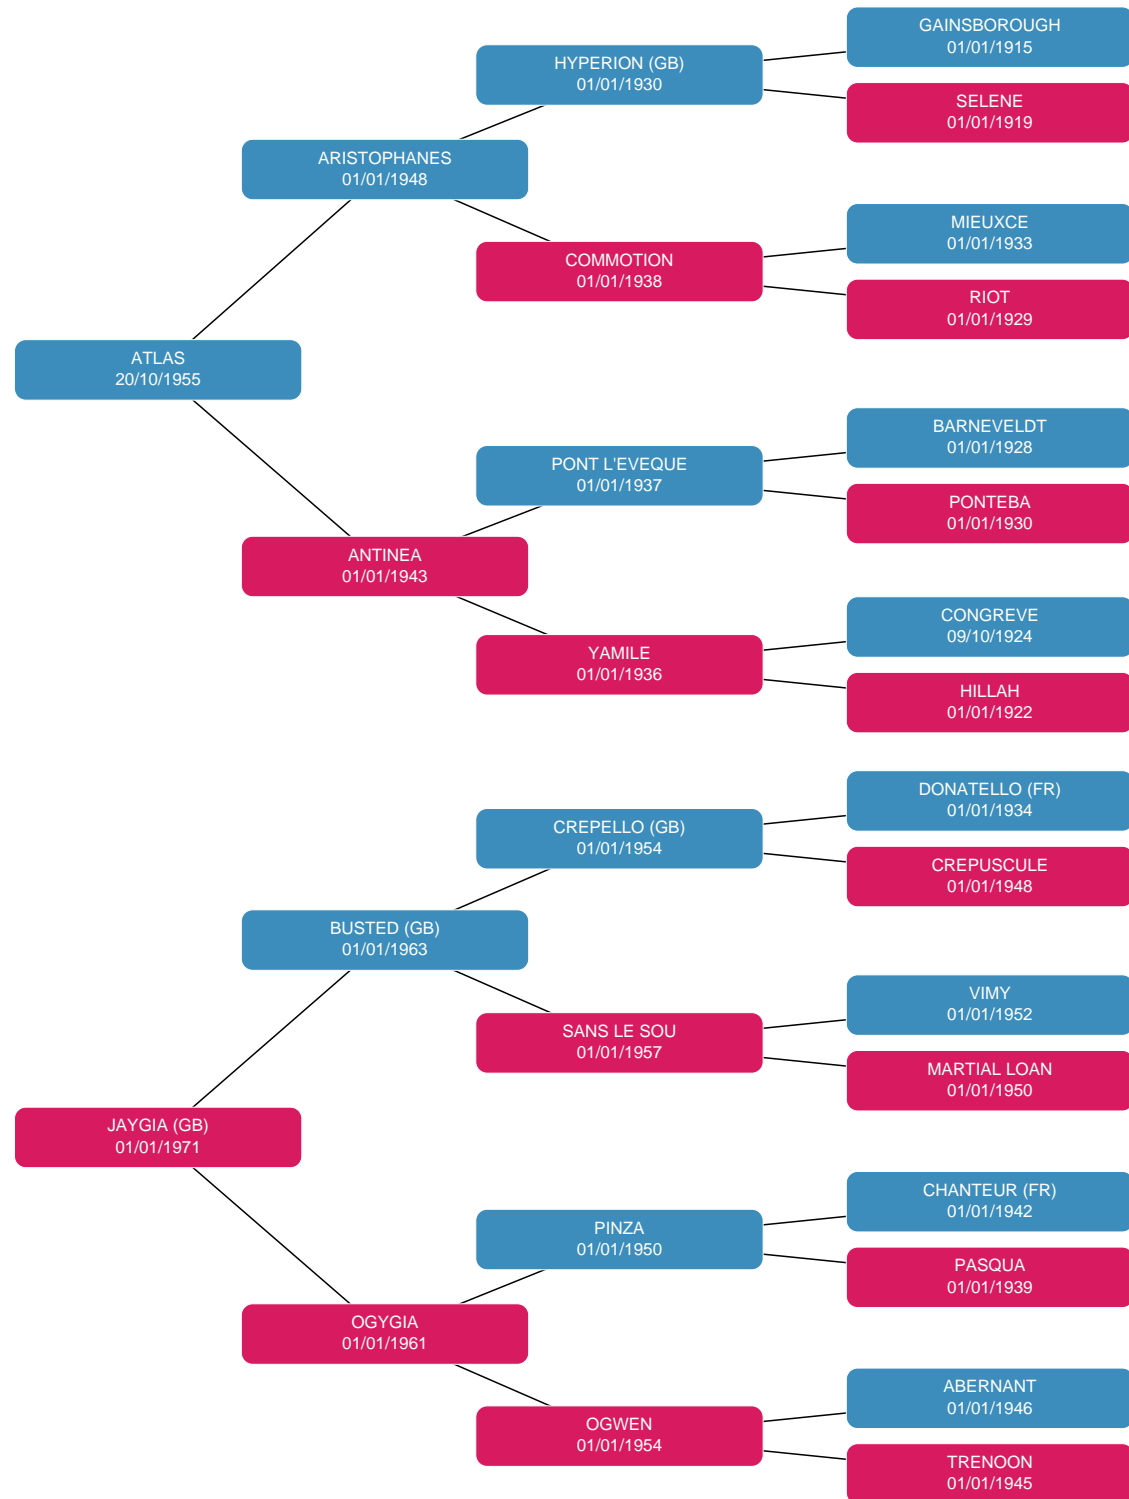 GAINSBOROUGH
01/01/1915
HYPERION (GB)
01/01/1930
SELENE
01/01/1919
ARISTOPHANES
01/01/1948
MIEUXCE
01/01/1933
COMMOTION
01/01/1938
RIOT
01/01/1929
ATLAS
20/10/1955
BARNEVELDT
01/01/1928
PONT L'EVEQUE
01/01/1937
PONTEBA
01/01/1930
ANTINEA
01/01/1943
CONGREVE
09/10/1924
YAMILE
01/01/1936
HILLAH
01/01/1922
DONATELLO (FR)
01/01/1934
CREPELLO (GB)
01/01/1954
CREPUSCULE
01/01/1948
BUSTED (GB)
01/01/1963
VIMY
01/01/1952
SANS LE SOU
01/01/1957
MARTIAL LOAN
01/01/1950
JAYGIA (GB)
01/01/1971
CHANTEUR (FR)
01/01/1942
PINZA
01/01/1950
PASQUA
01/01/1939
OGYGIA
01/01/1961
ABERNANT
01/01/1946
OGWEN
01/01/1954
TRENOON
01/01/1945